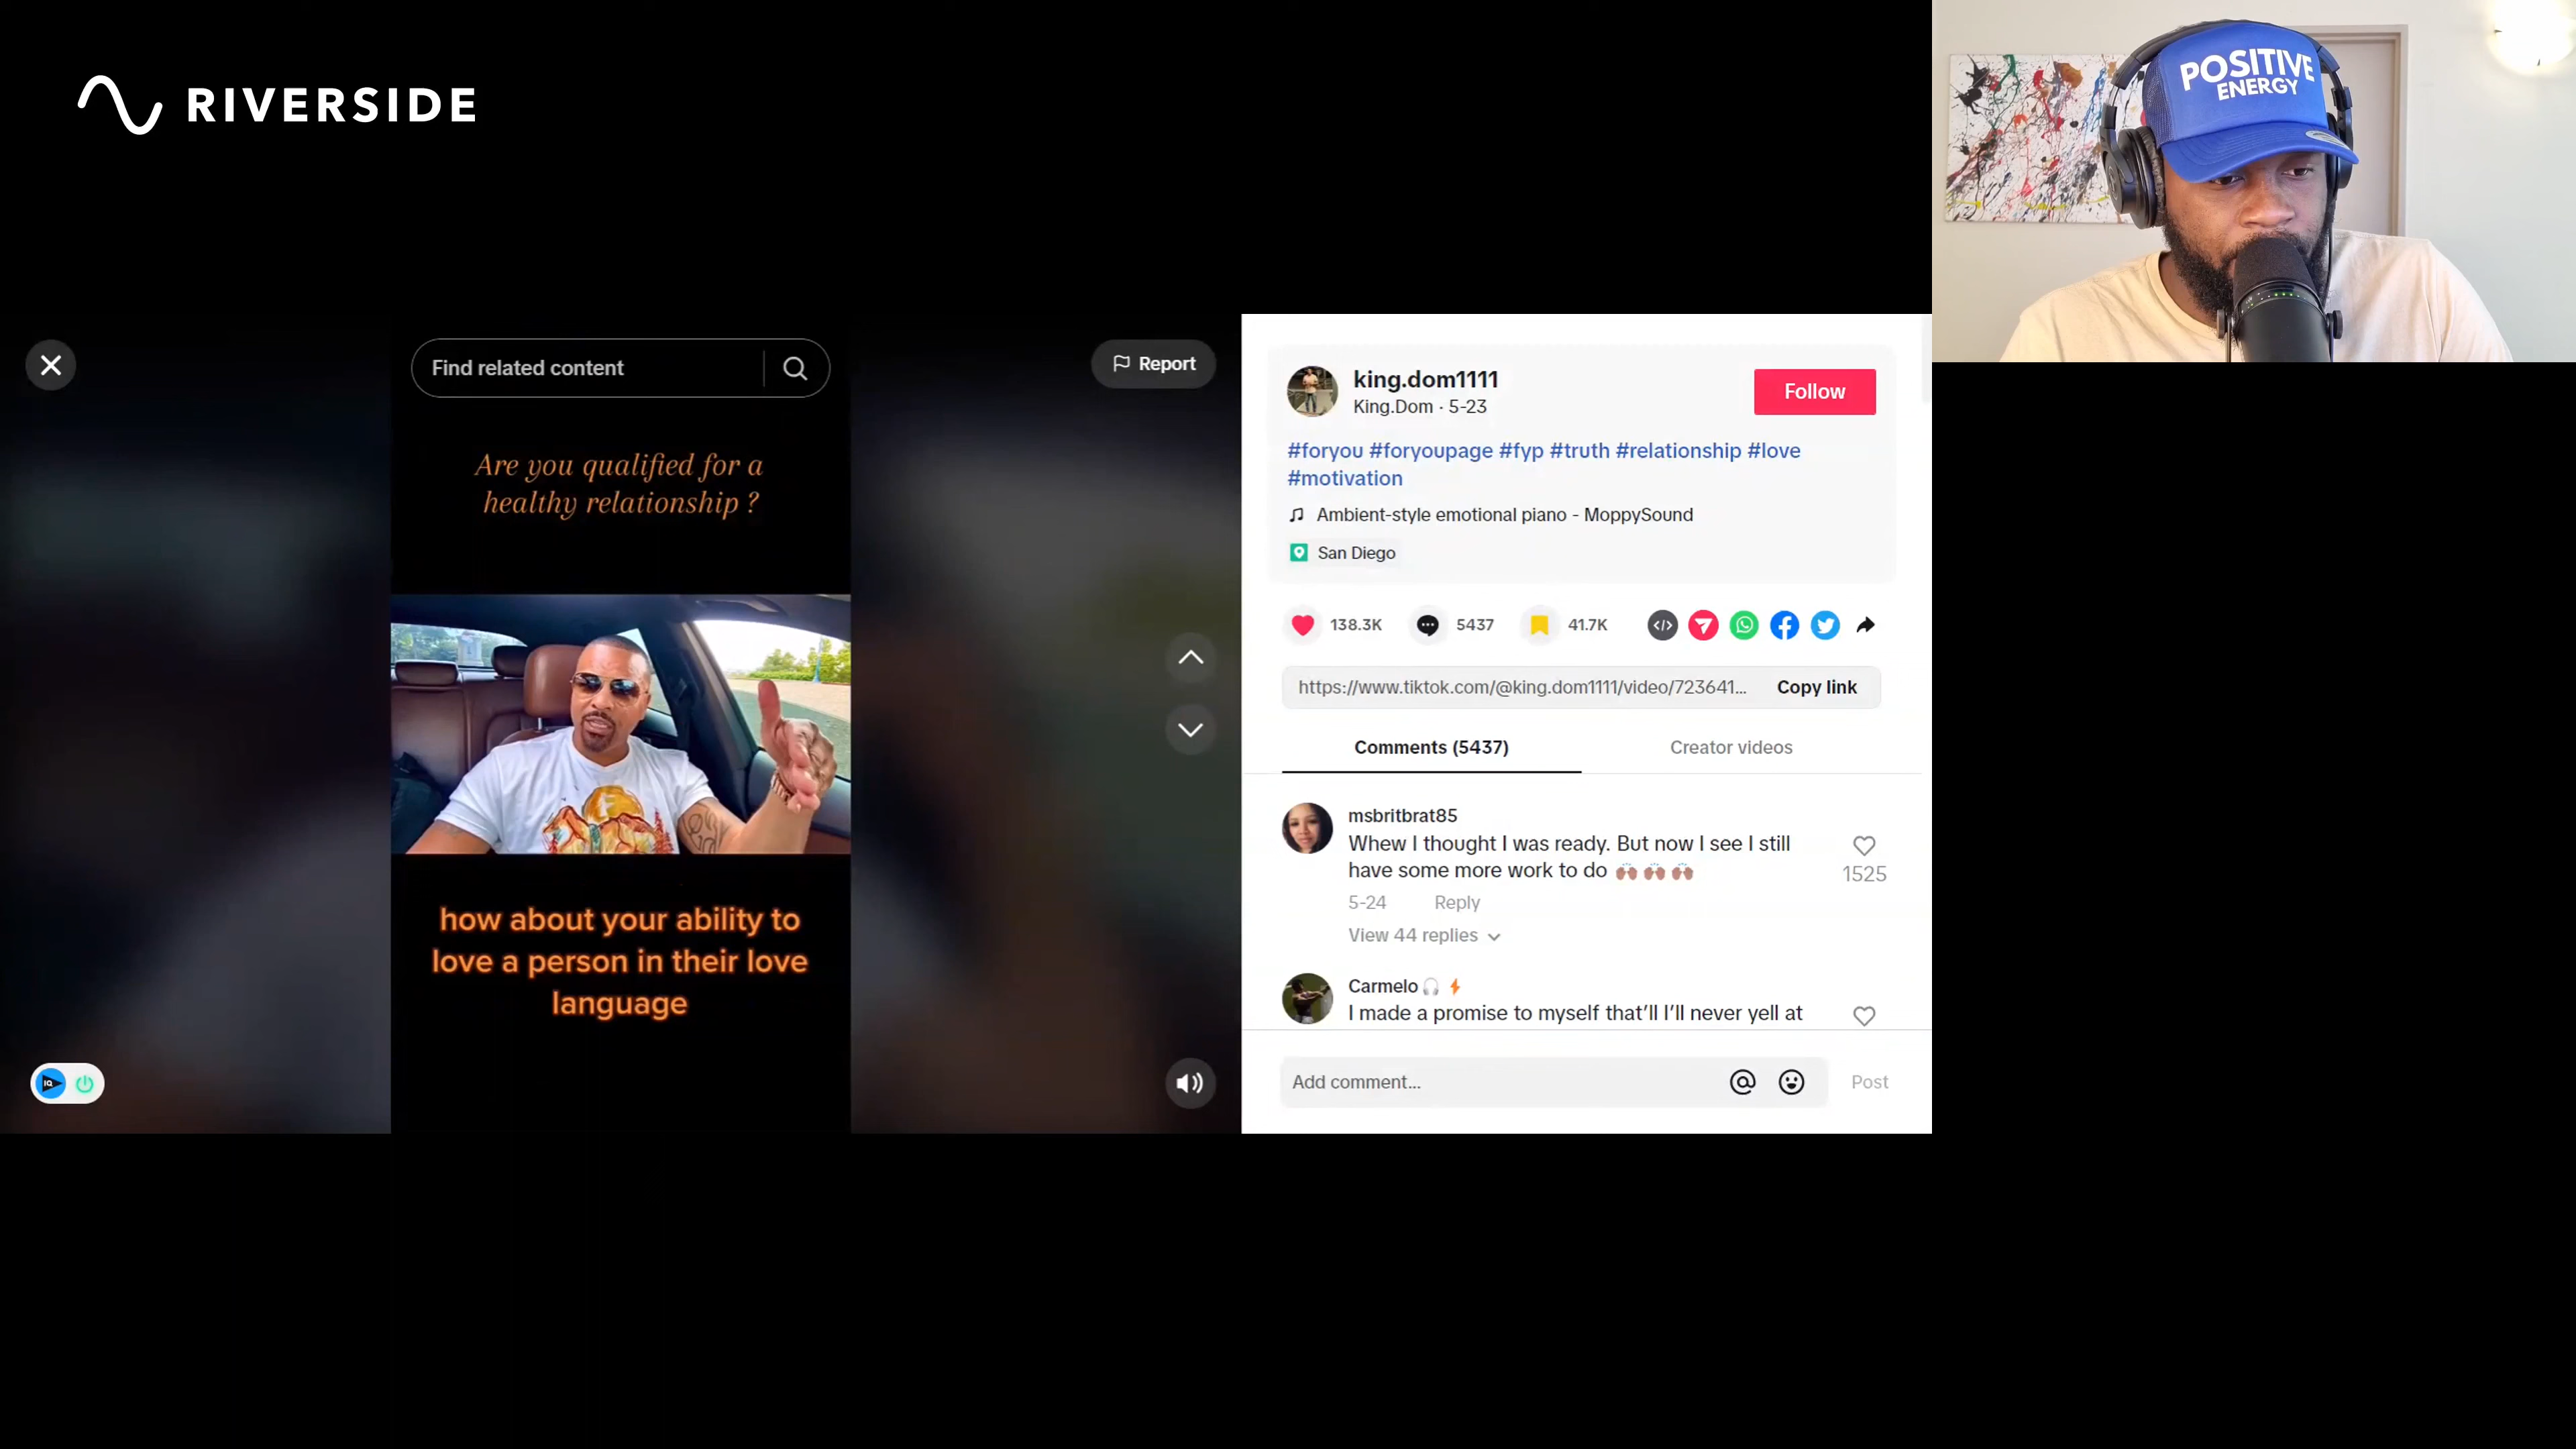 RIVERSIDE
POSITIVE
ENERGY
Find related content
Report
Are you qualified for a
healthy relationship ?
how about your ability to
love a person in their love
language
IQ
king.dom1111
King.Dom · 5-23
Follow
#foryou #foryoupage #fyp #truth #relationship #love
#motivation
Ambient-style emotional piano - MoppySound
San Diego
138.3K
5437
41.7K
https://www.tiktok.com/@king.dom1111/video/723641...
Copy link
Comments (5437)
Creator videos
msbritbrat85
Whew I thought I was ready. But now I see I still
have some more work to do 🙌🏽 🙌🏽 🙌🏽
1525
5-24
Reply
View 44 replies
Carmelo🎧⚡
I made a promise to myself that’ll I’ll never yell at
Add comment...
Post